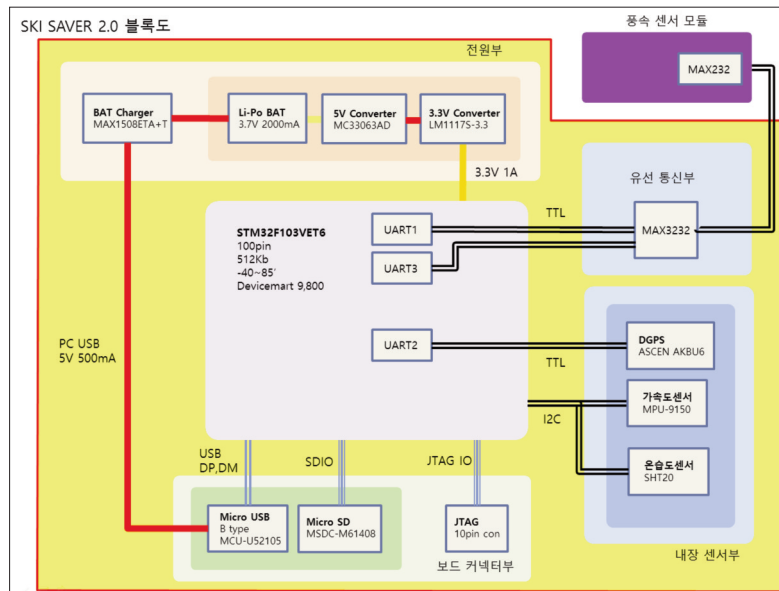 SKI SAVER 2.0 블록도
풍속 센서 모듈
MAX232
전원부
BAT Charger
MAX1508ETA+T
Li-Po BAT
3.7V 2000mA
5V Converter
MC33063AD
3.3V Converter
LM1117S-3.3
3.3V 1A
유선 통신부
TTL
MAX3232
STM32F103VET6
100pin
512Kb
-40~85'
Devicemart 9,800
UART1
UART3
UART2
TTL
DGPS
ASCEN AKBU6
가속도센서
MPU-9150
I2C
온습도센서
SHT20
내장 센서부
PC USB
5V 500mA
USB
DP,DM
SDIO
JTAG IO
Micro USB
B type
MCU-U52105
Micro SD
MSDC-M61408
JTAG
10pin con
보드 커넥터부